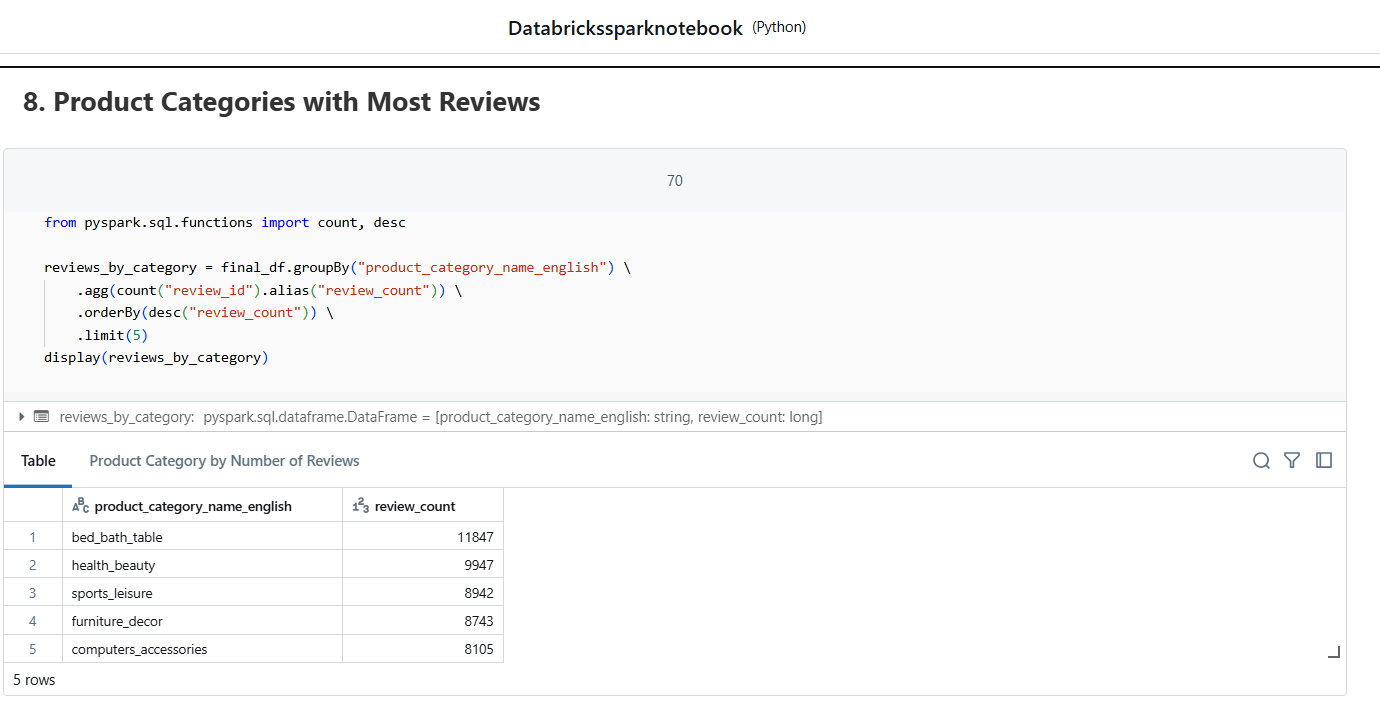 Databrickssparknotebook (Python)
8. Product Categories with Most Reviews
70
from pyspark.sql.functions import count, desc
reviews_by_category = final_df.groupBy("product_category_name_english") \
.agg(count("review_id").alias("review_count")) \
.orderBy(desc("review_count")) \
.limit(5)
display(reviews_by_category)
reviews_by_category: pyspark.sql.dataframe.DataFrame = [product_category_name_english: string, review_count: long]
Table Product Category by Number of Reviews
ABC product_category_name_english 123 review_count
1 bed_bath_table 11847
2 health_beauty 9947
3 sports_leisure 8942
4 furniture_decor 8743
5 computers_accessories 8105
5 rows